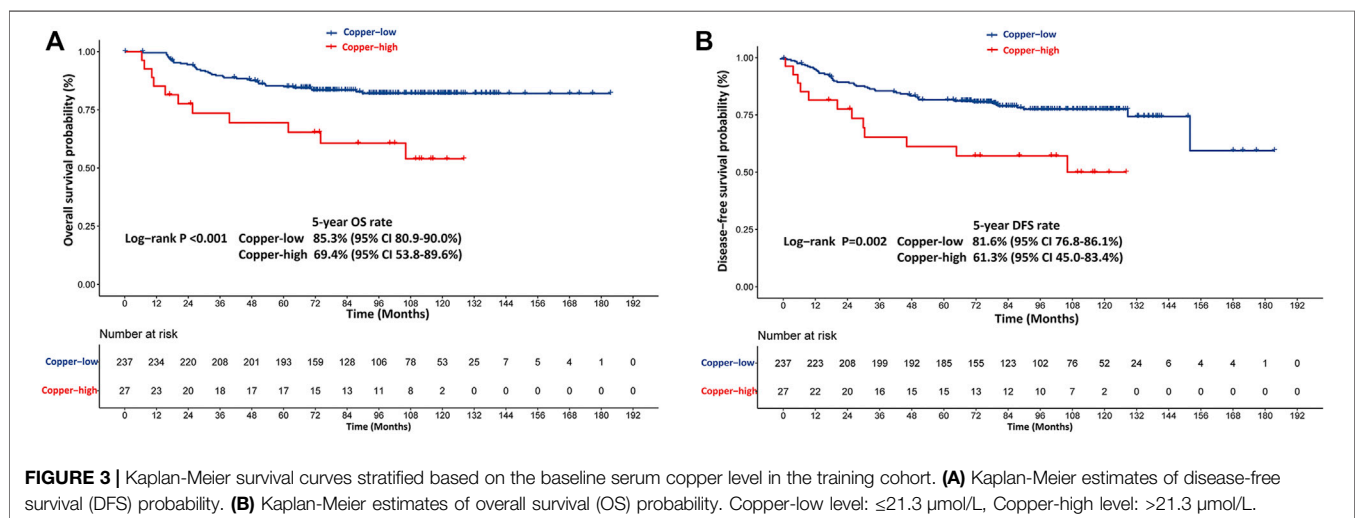 A
Copper-low
Copper-high
Overall survival probability (%)
1.00
0.75
0.50
0.25
0.00
5-year OS rate
Log-rank P <0.001 Copper-low 85.3% (95% CI 80.9-90.0%)
Copper-high 69.4% (95% CI 53.8-89.6%)
0 12 24 36 48 60 72 84 96 108 120 132 144 156 168 180 192
Time (Months)
Number at risk
Copper-low 237 234 220 208 201 193 159 128 106 78 53 25 7 5 4 1 0
Copper-high 27 23 20 18 17 17 15 13 11 8 2 0 0 0 0 0 0
0 12 24 36 48 60 72 84 96 108 120 132 144 156 168 180 192
Time (Months)
B
Copper-low
Copper-high
Disease-free survival probability (%)
1.00
0.75
0.50
0.25
0.00
5-year DFS rate
Log-rank P=0.002 Copper-low 81.6% (95% CI 76.8-86.1%)
Copper-high 61.3% (95% CI 45.0-83.4%)
0 12 24 36 48 60 72 84 96 108 120 132 144 156 168 180 192
Time (Months)
Number at risk
Copper-low 237 223 208 199 192 185 155 123 102 76 52 24 6 4 4 1 0
Copper-high 27 22 20 16 15 15 13 12 10 7 2 0 0 0 0 0 0
0 12 24 36 48 60 72 84 96 108 120 132 144 156 168 180 192
Time (Months)
FIGURE 3 | Kaplan-Meier survival curves stratified based on the baseline serum copper level in the training cohort. (A) Kaplan-Meier estimates of disease-free
survival (DFS) probability. (B) Kaplan-Meier estimates of overall survival (OS) probability. Copper-low level: ≤21.3 μmol/L, Copper-high level: >21.3 μmol/L.